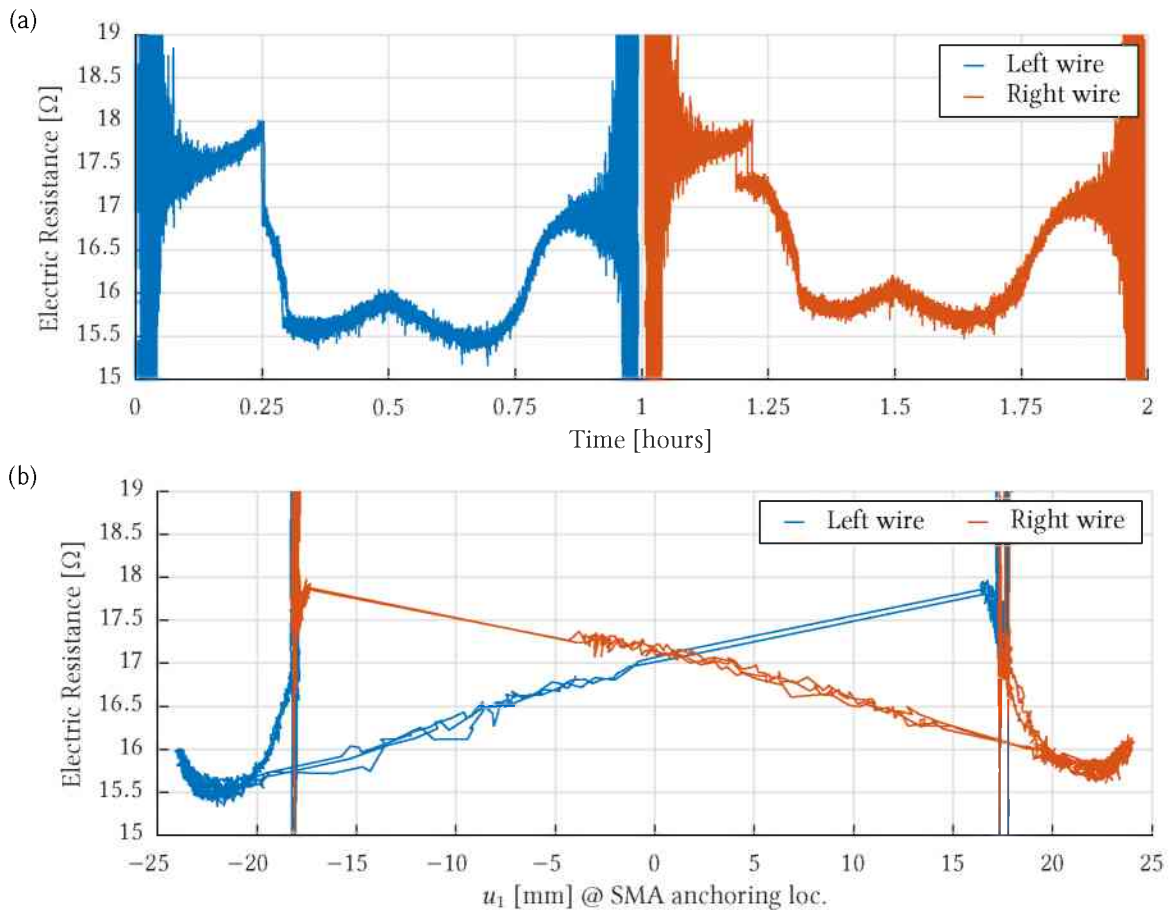 (a)
19
18.5
18
17.5
17
16.5
16
15.5
15
Electric Resistance [Ω]
Left wire
Right wire
0 0.25 0.5 0.75 1 1.25 1.5 1.75 2
Time [hours]
(b)
19
18.5
18
17.5
17
16.5
16
15.5
15
Electric Resistance [Ω]
Left wire Right wire
−25 −20 −15 −10 −5 0 5 10 15 20 25
u₁ [mm] @ SMA anchoring loc.